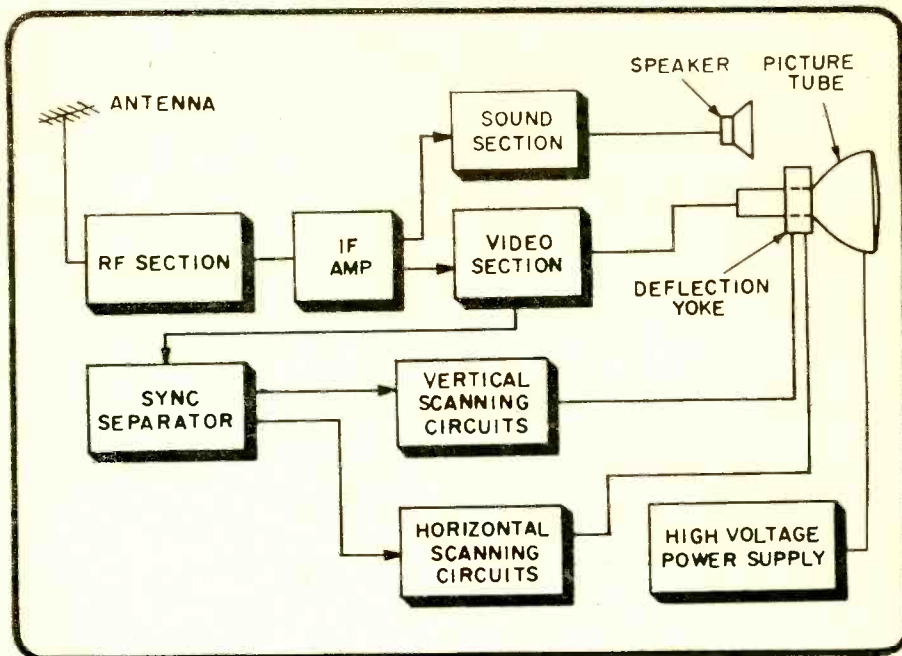 ANTENNA
SPEAKER
PICTURE
TUBE
SOUND
SECTION
RF SECTION
IF
AMP
VIDEO
SECTION
DEFLECTION
YOKE
SYNC
SEPARATOR
VERTICAL
SCANNING
CIRCUITS
HORIZONTAL
SCANNING
CIRCUITS
HIGH VOLTAGE
POWER SUPPLY